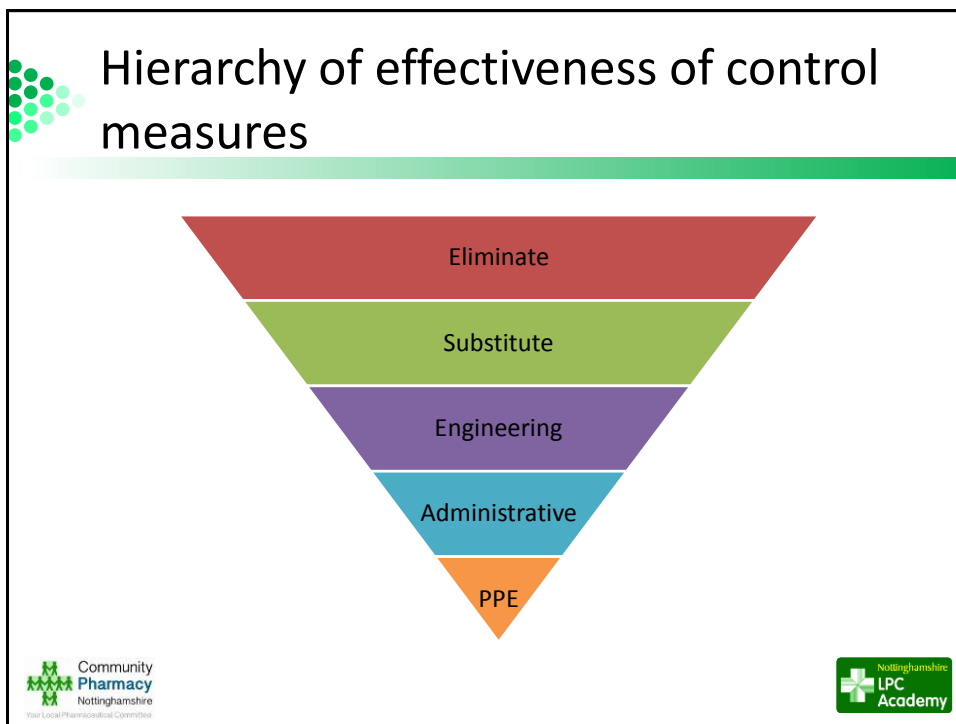 Hierarchy of effectiveness of control
measures
Eliminate
Substitute
Engineering
Administrative
PPE
Community
Pharmacy
Nottinghamshire
Your Local Pharmaceutical Committee
Nottinghamshire
LPC
Academy